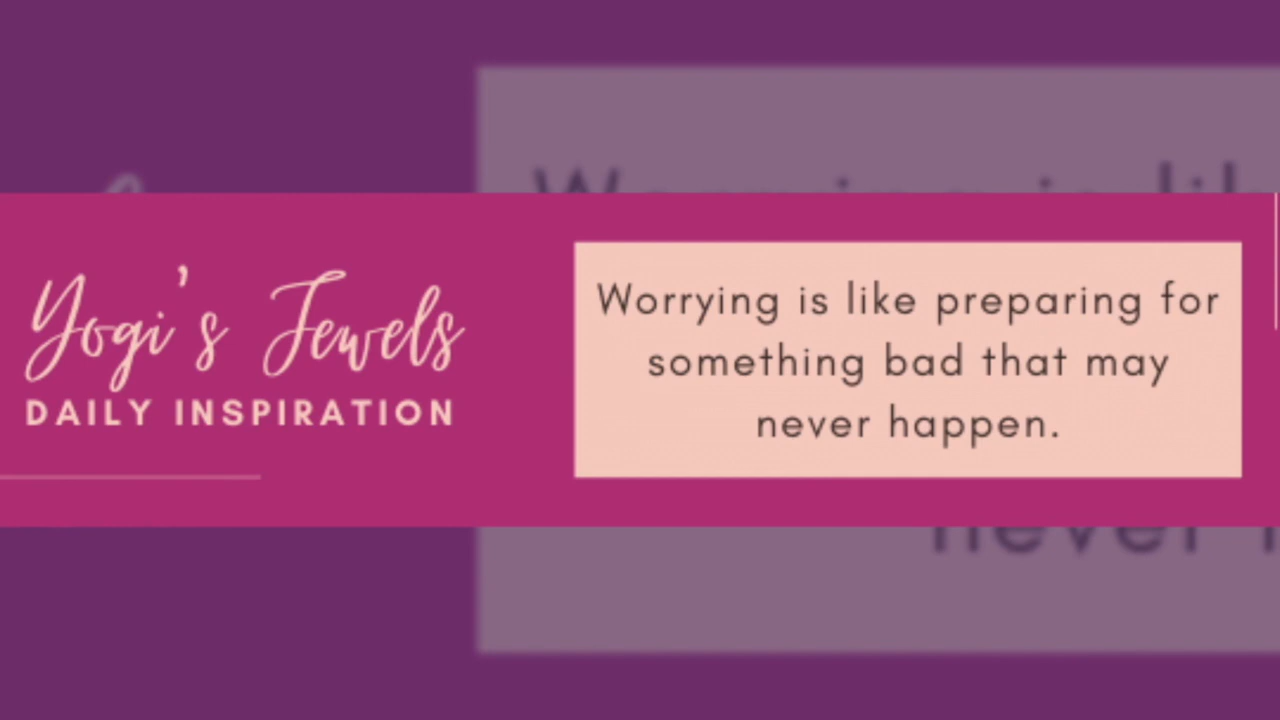 Yogi's Jewels
DAILY INSPIRATION
Worrying is like preparing for
something bad that may
never happen.